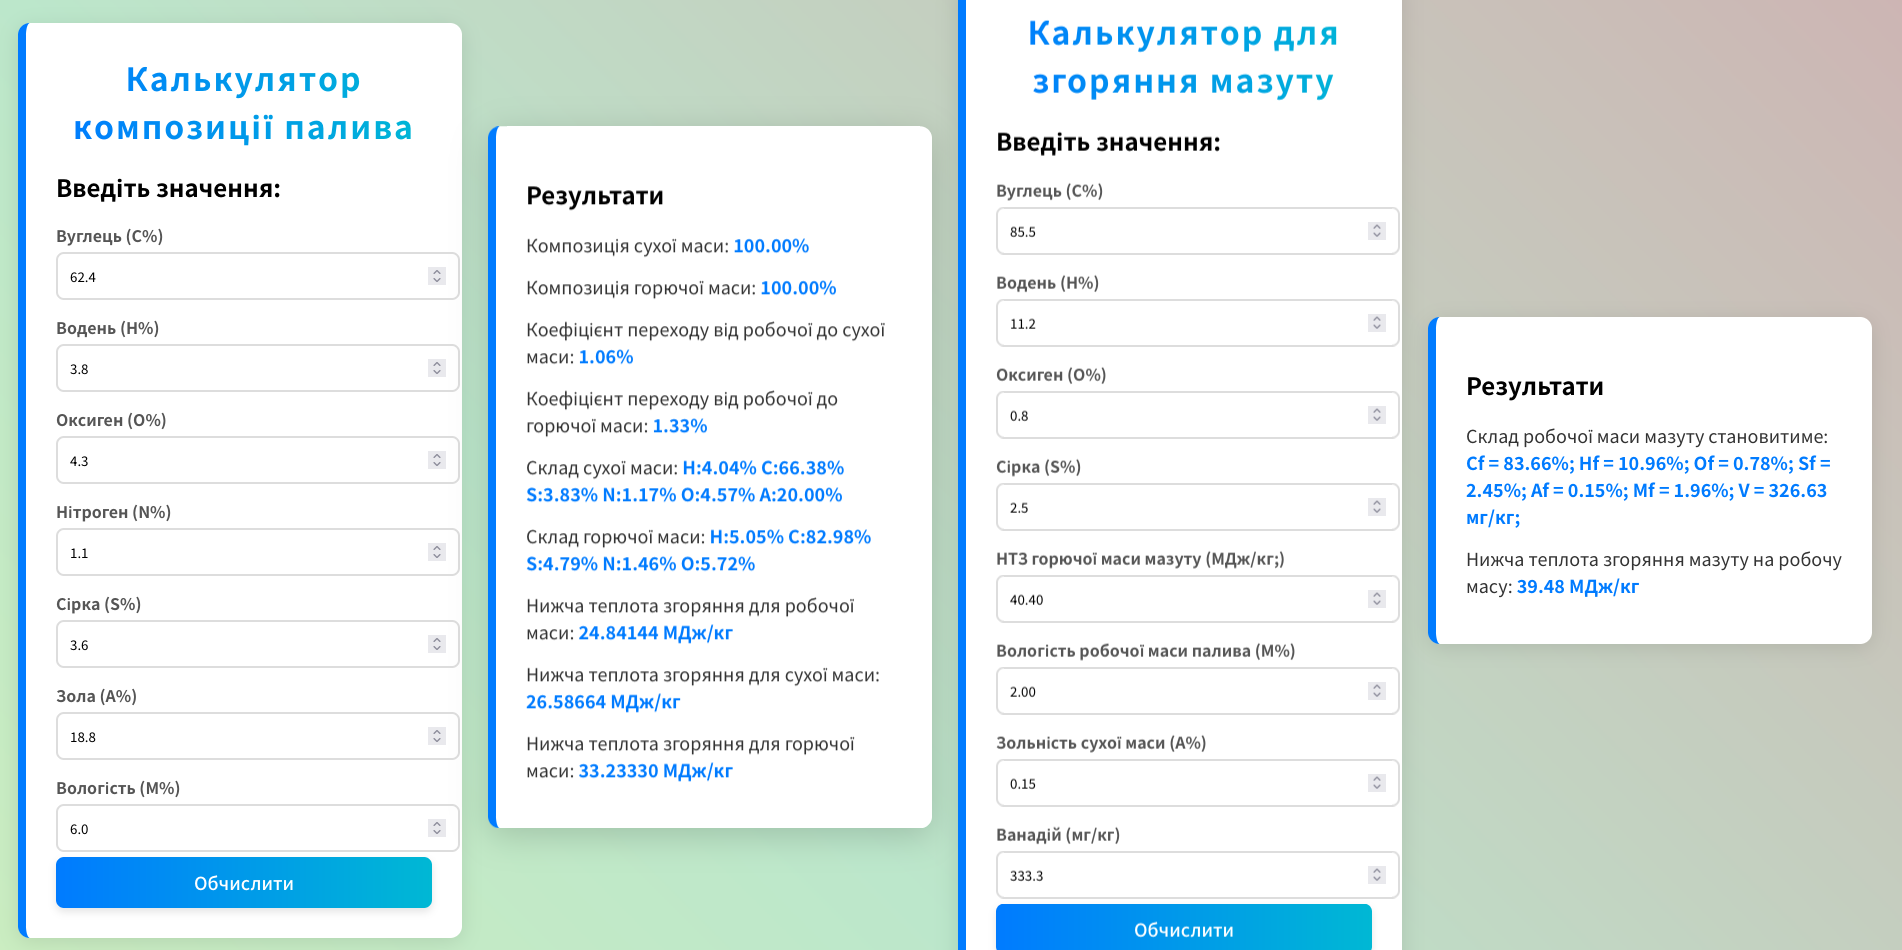 Калькулятор
композиції палива
Введіть значення:
Вуглець (C%)
62.4
Водень (H%)
3.8
Оксиген (O%)
4.3
Нітроген (N%)
1.1
Сірка (S%)
3.6
Зола (A%)
18.8
Вологість (M%)
6.0
Обчислити
Результати
Композиція сухої маси: 100.00%
Композиція горючої маси: 100.00%
Коефіцієнт переходу від робочої до сухої
маси: 1.06%
Коефіцієнт переходу від робочої до
горючої маси: 1.33%
Склад сухої маси: H:4.04% C:66.38%
S:3.83% N:1.17% O:4.57% A:20.00%
Склад горючої маси: H:5.05% C:82.98%
S:4.79% N:1.46% O:5.72%
Нижча теплота згоряння для робочої
маси: 24.84144 МДж/кг
Нижча теплота згоряння для сухої маси:
26.58664 МДж/кг
Нижча теплота згоряння для горючої
маси: 33.23330 МДж/кг
Калькулятор для
згоряння мазуту
Введіть значення:
Вуглець (C%)
85.5
Водень (H%)
11.2
Оксиген (O%)
0.8
Сірка (S%)
2.5
НТЗ горючої маси мазуту (МДж/кг;)
40.40
Вологість робочої маси палива (M%)
2.00
Зольність сухої маси (A%)
0.15
Ванадій (мг/кг)
333.3
Обчислити
Результати
Склад робочої маси мазуту становитиме:
Cf = 83.66%; Hf = 10.96%; Of = 0.78%; Sf =
2.45%; Af = 0.15%; Mf = 1.96%; V = 326.63
мг/кг;
Нижча теплота згоряння мазуту на робочу
масу: 39.48 МДж/кг